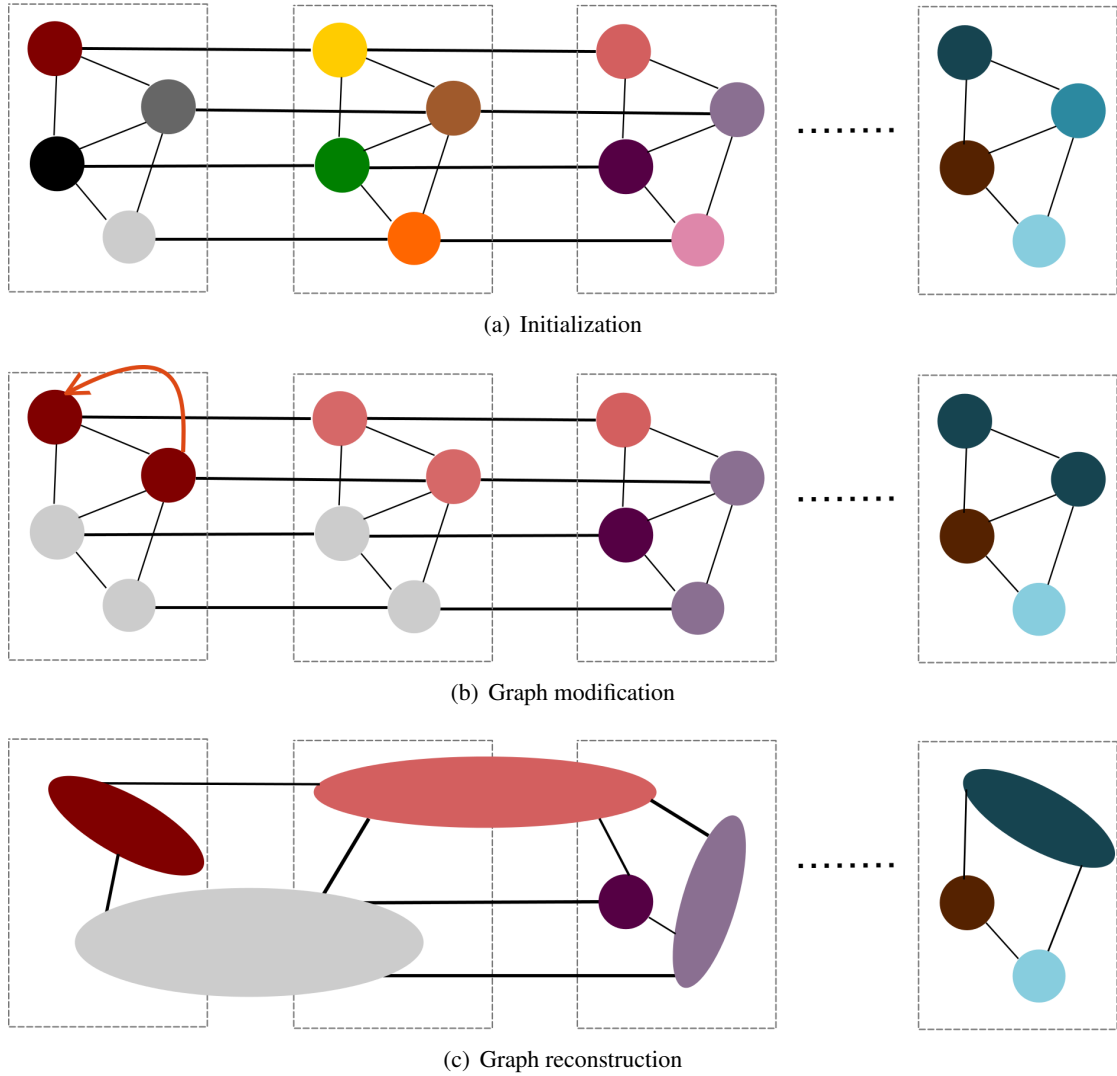 (a) Initialization
(b) Graph modification
(c) Graph reconstruction